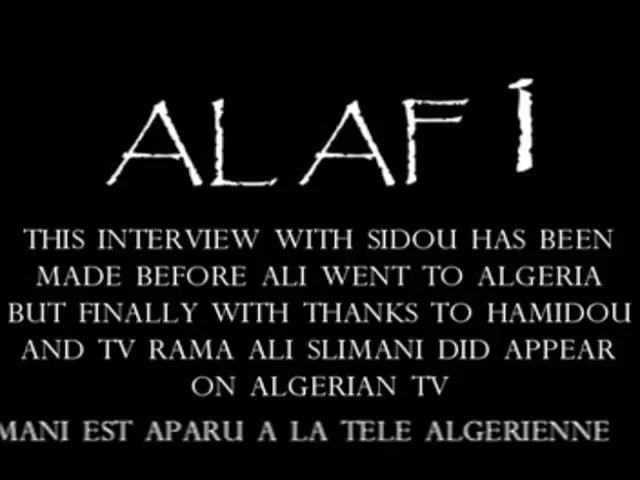 ALAFI
THIS INTERVIEW WITH SIDOU HAS BEEN
MADE BEFORE ALI WENT TO ALGERIA
BUT FINALLY WITH THANKS TO HAMIDOU
AND TV RAMA ALI SLIMANI DID APPEAR
ON ALGERIAN TV
MANI EST APARU A LA TELE ALGERIENNE